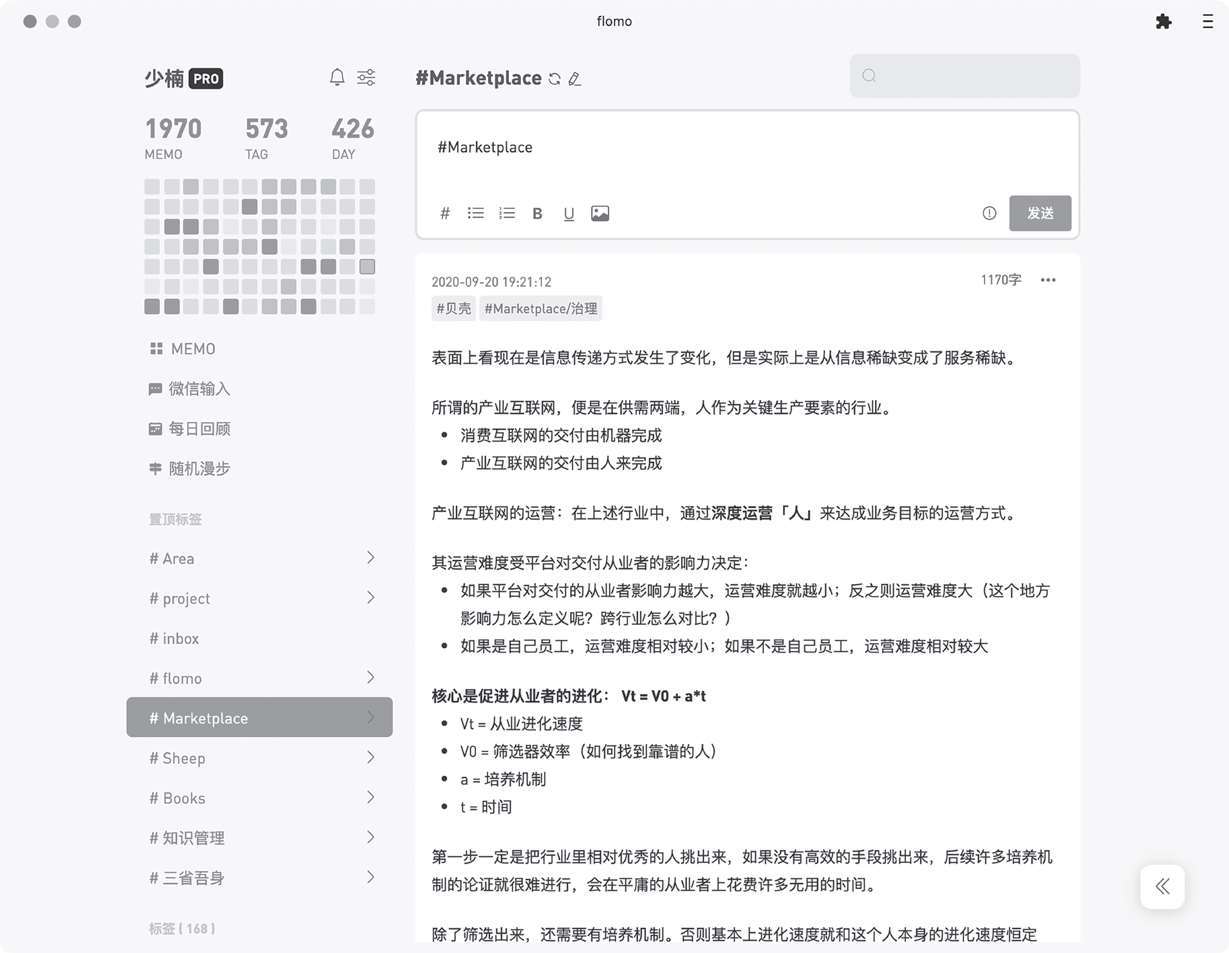 flomo
少楠 PRO
1970 573 426
MEMO TAG DAY
MEMO
微信输入
每日回顾
随机漫步
置顶标签
# Area
# project
# inbox
# flomo
# Marketplace
# Sheep
# Books
# 知识管理
# 三省吾身
标签 ( 168 )
#Marketplace
#Marketplace
# B U
发送
2020-09-20 19:21:12 1170字
#贝壳 #Marketplace/治理
表面上看现在是信息传递方式发生了变化，但是实际上是从信息稀缺变成了服务稀缺。
所谓的产业互联网，便是在供需两端，人作为关键生产要素的行业。
• 消费互联网的交付由机器完成
• 产业互联网的交付由人来完成
产业互联网的运营：在上述行业中，通过深度运营「人」来达成业务目标的运营方式。
其运营难度受平台对交付从业者的影响力决定：
• 如果平台对交付的从业者影响力越大，运营难度就越小；反之则运营难度大（这个地方
影响力怎么定义呢？跨行业怎么对比？）
• 如果是自己员工，运营难度相对较小；如果不是自己员工，运营难度相对较大
核心是促进从业者的进化： Vt = V0 + a*t
• Vt = 从业进化速度
• V0 = 筛选器效率（如何找到靠谱的人）
• a = 培养机制
• t = 时间
第一步一定是把行业里相对优秀的人挑出来，如果没有高效的手段挑出来，后续许多培养机
制的论证就很难进行，会在平庸的从业者上花费许多无用的时间。
除了筛选出来，还需要有培养机制。否则基本上进化速度就和这个人本身的进化速度恒定